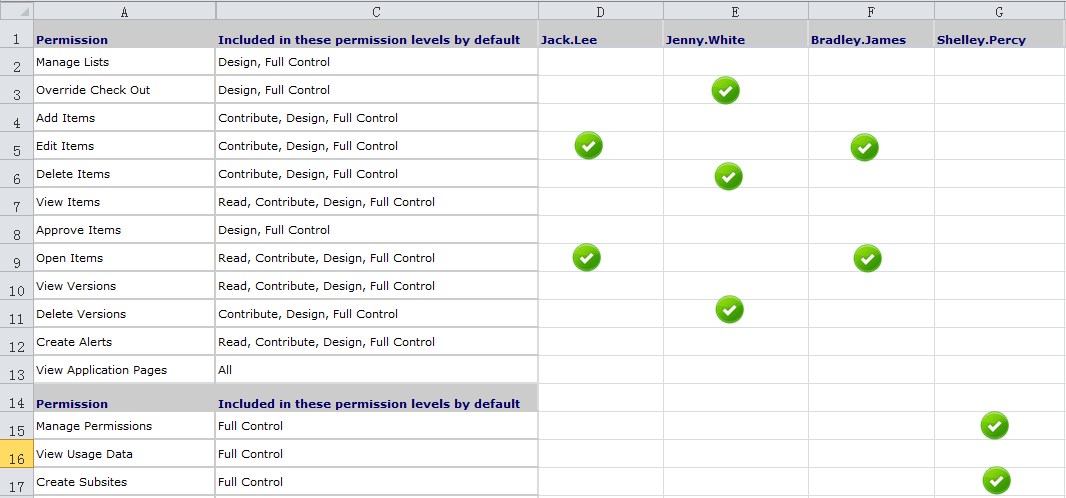 A C D E F G
1 Permission Included in these permission levels by default Jack.Lee Jenny.White Bradley.James Shelley.Percy
2 Manage Lists Design, Full Control
3 Override Check Out Design, Full Control
4 Add Items Contribute, Design, Full Control
5 Edit Items Contribute, Design, Full Control
6 Delete Items Contribute, Design, Full Control
7 View Items Read, Contribute, Design, Full Control
8 Approve Items Design, Full Control
9 Open Items Read, Contribute, Design, Full Control
10 View Versions Read, Contribute, Design, Full Control
11 Delete Versions Contribute, Design, Full Control
12 Create Alerts Read, Contribute, Design, Full Control
13 View Application Pages All
14 Permission Included in these permission levels by default
15 Manage Permissions Full Control
16 View Usage Data Full Control
17 Create Subsites Full Control